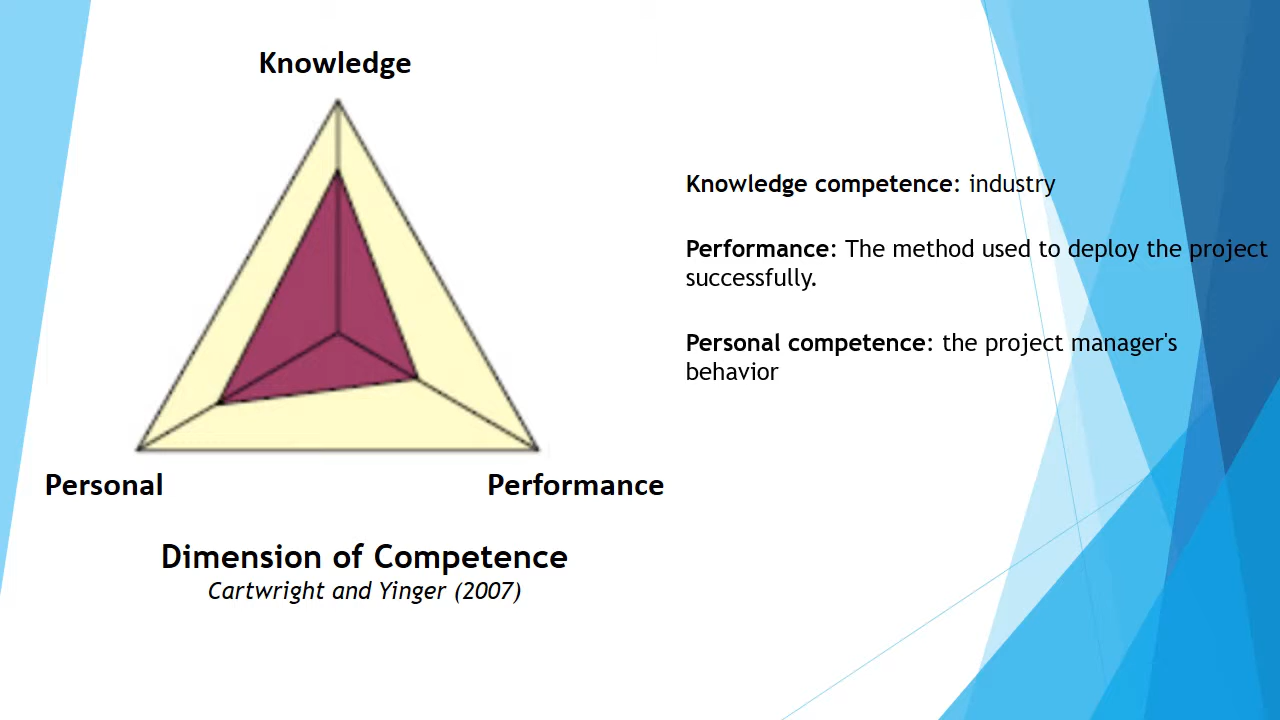 Knowledge
Personal
Performance
Dimension of Competence
Cartwright and Yinger (2007)
Knowledge competence: industry
Performance: The method used to deploy the project
successfully.
Personal competence: the project manager's
behavior